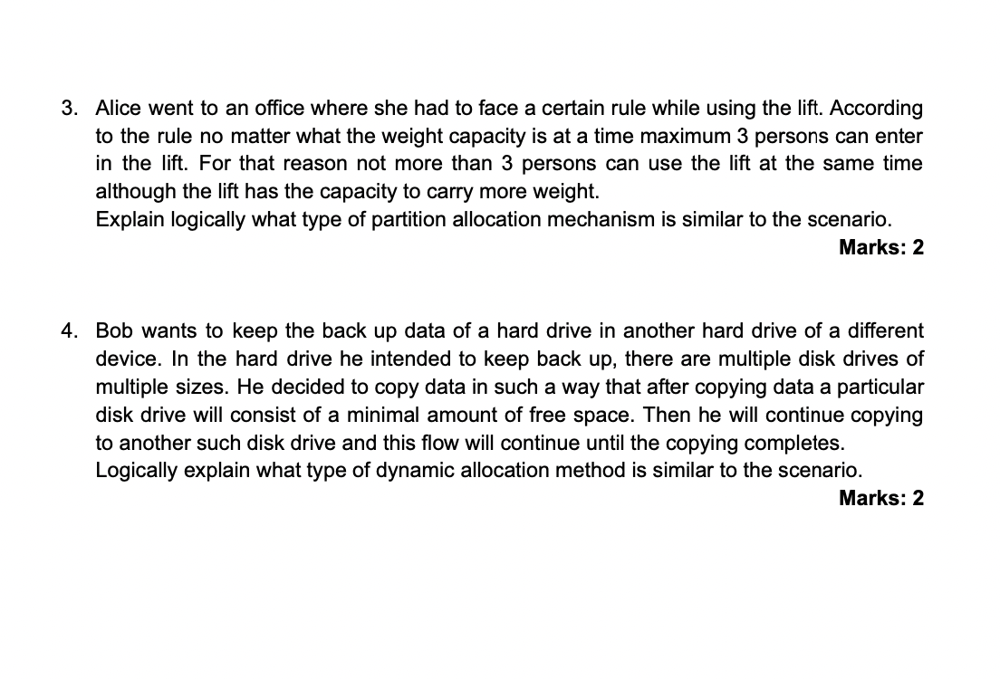 3. Alice went to an office where she had to face a certain rule while using the lift. According
to the rule no matter what the weight capacity is at a time maximum 3 persons can enter
in the lift. For that reason not more than 3 persons can use the lift at the same time
although the lift has the capacity to carry more weight.
Explain logically what type of partition allocation mechanism is similar to the scenario.
Marks: 2
4. Bob wants to keep the back up data of a hard drive in another hard drive of a different
device. In the hard drive he intended to keep back up, there are multiple disk drives of
multiple sizes. He decided to copy data in such a way that after copying data a particular
disk drive will consist of a minimal amount of free space. Then he will continue copying
to another such disk drive and this flow will continue until the copying completes.
Logically explain what type of dynamic allocation method is similar to the scenario.
Marks: 2